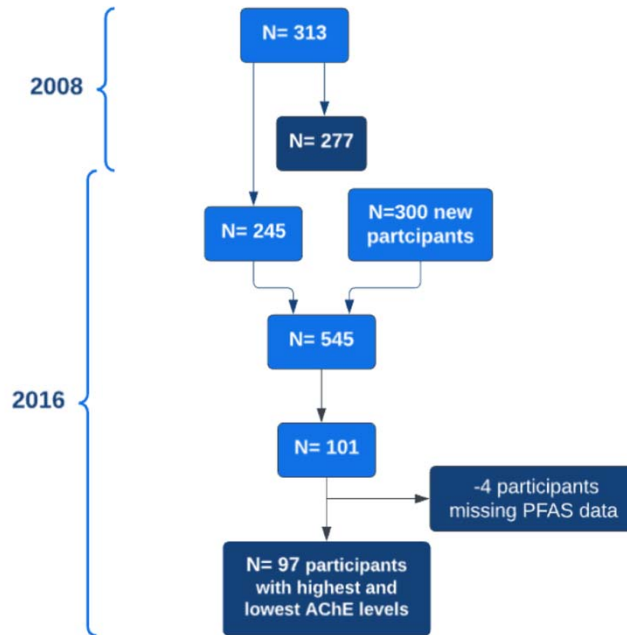 N= 313
2008
N= 277
N= 245
N=300 new
partcipants
N= 545
2016
N= 101
-4 participants
missing PFAS data
N= 97 participants
with highest and
lowest AChE levels